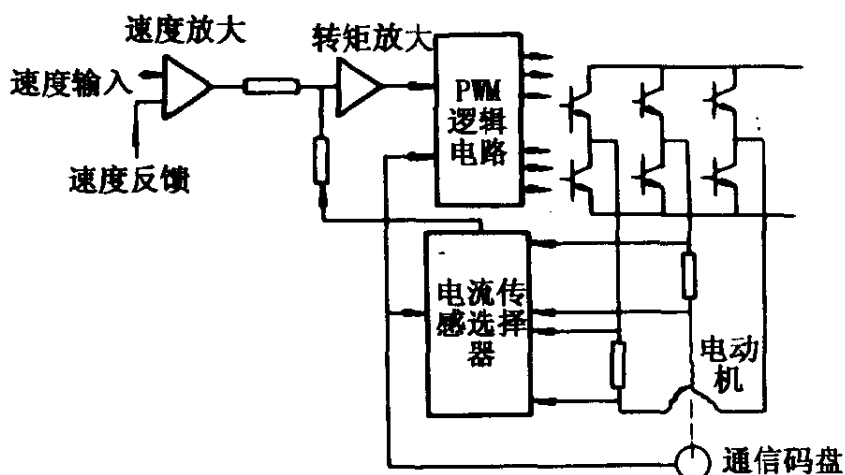 速度放大
转矩放大
速度输入
速度反馈
PWM
逻辑
电路
电流传
感选择
器
电动
机
通信码盘